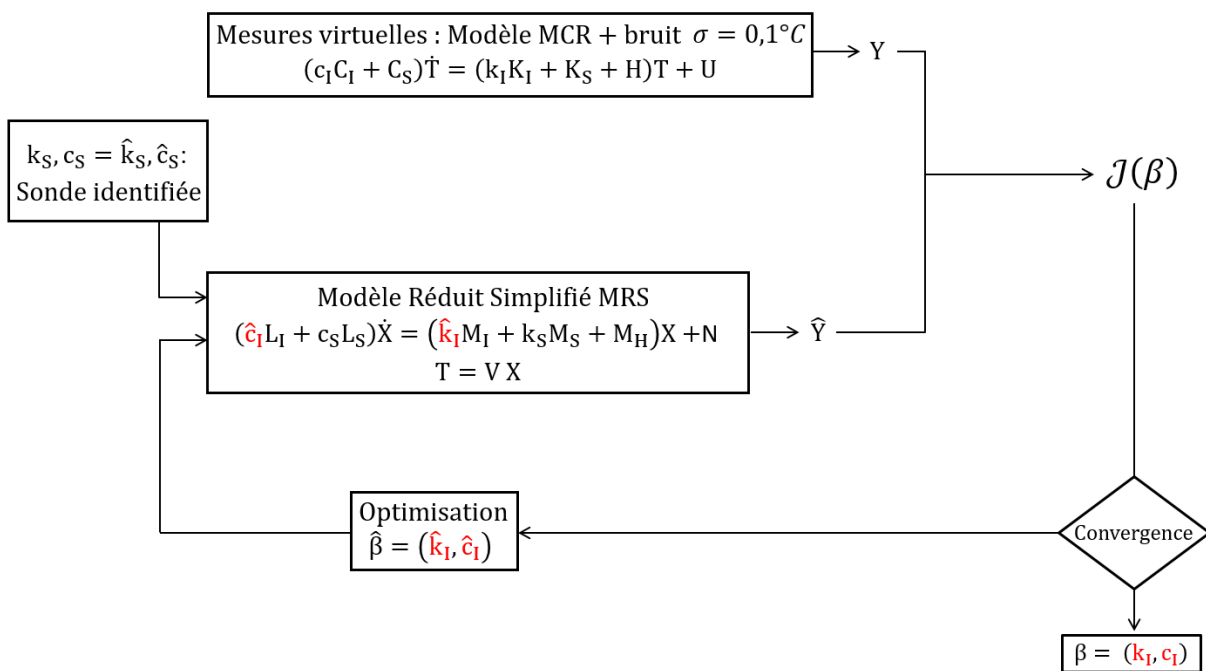 Mesures virtuelles : Modèle MCR + bruit σ = 0,1°C
(c_I C_I + C_S)Ṫ = (k_I K_I + K_S + H)T + U
Y
k_S, c_S = k̂_S, ĉ_S:
Sonde identifiée
𝒥(β)
Modèle Réduit Simplifié MRS
(ĉ_I L_I + c_S L_S)Ẋ = (k̂_I M_I + k_S M_S + M_H)X +N
T = V X
Ŷ
Optimisation
β̂ = (k̂_I, ĉ_I)
Convergence
β = (k_I, c_I)